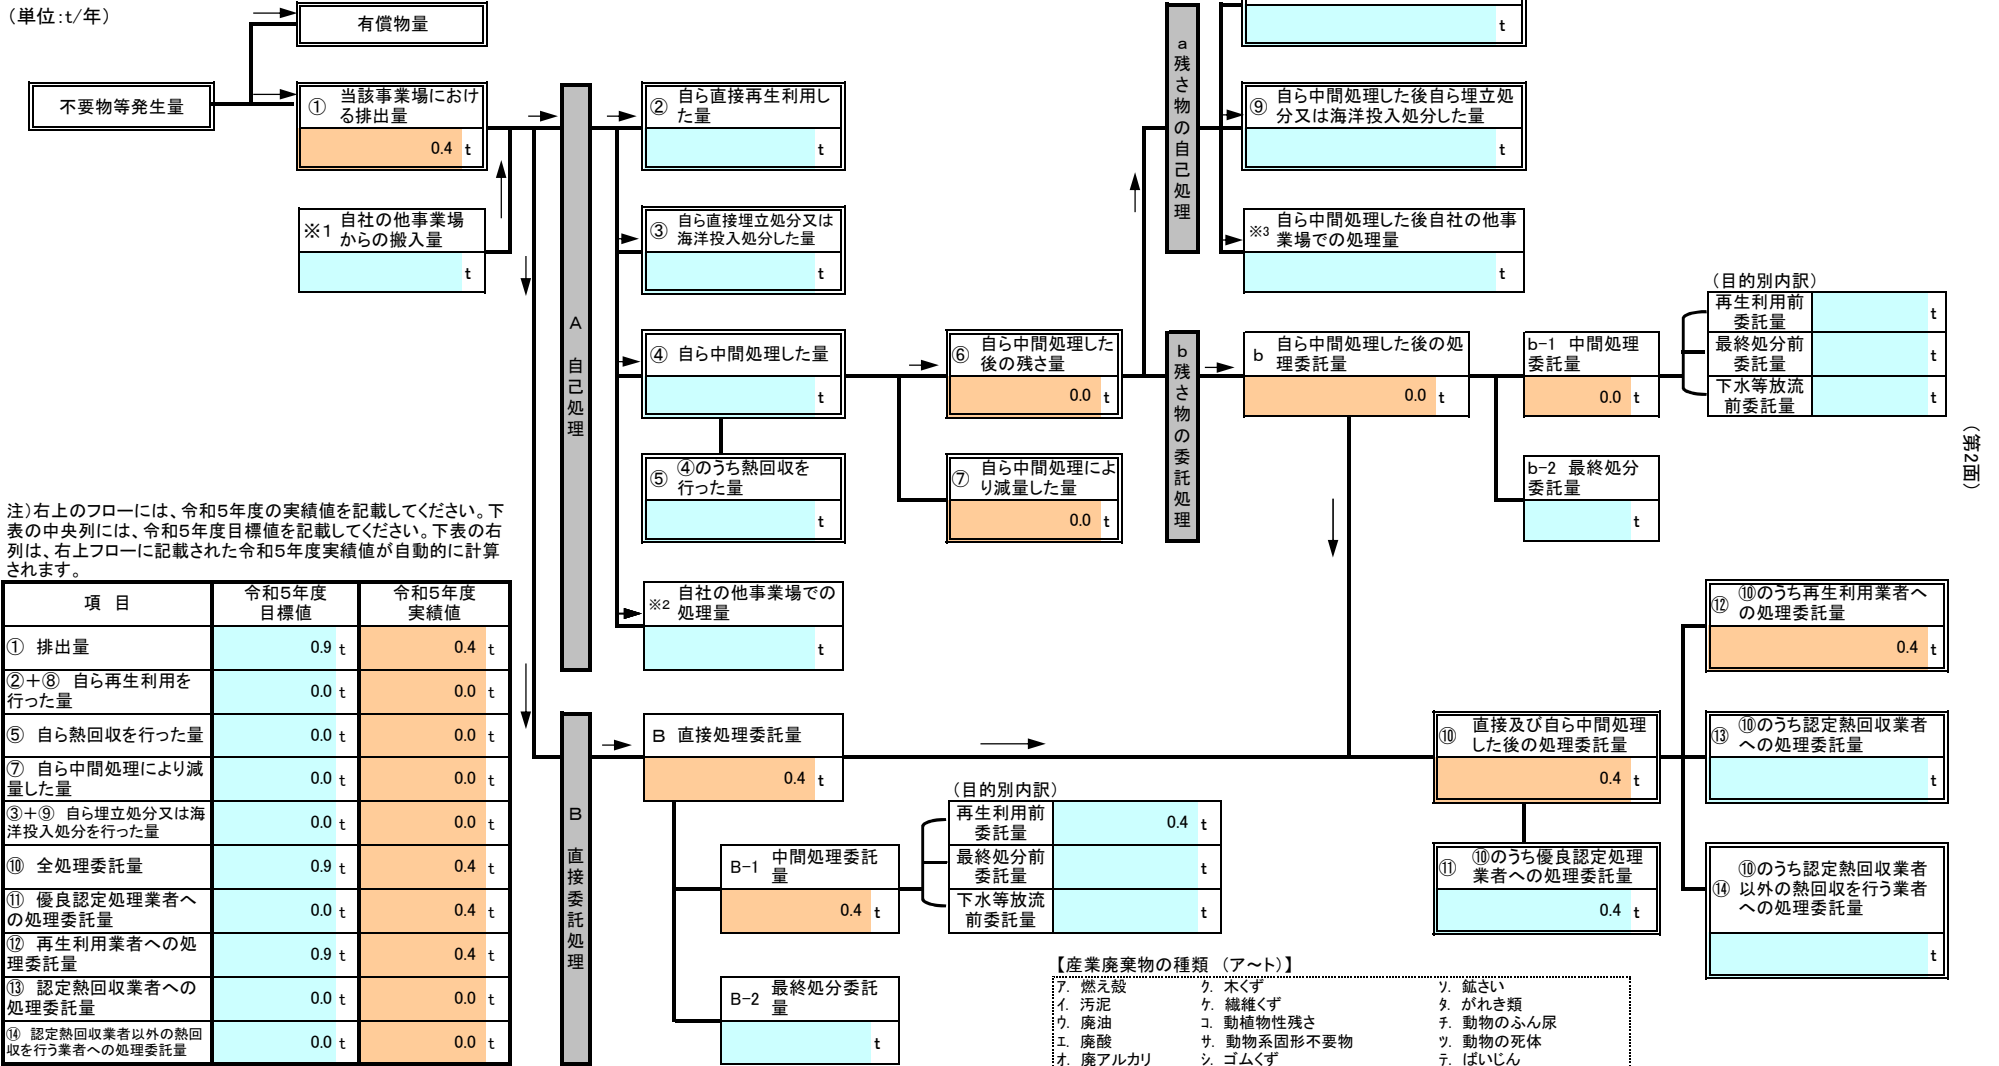 （単位:t/年）
有償物量
不要物等発生量
① 当該事業場におけ
る排出量
0.4 t
※1 自社の他事業場
からの搬入量
t
A 自己処理
② 自ら直接再生利用し
た量
t
③ 自ら直接埋立処分又は
海洋投入処分した量
t
④ 自ら中間処理した量
t
⑤ ④のうち熱回収を
行った量
t
※2 自社の他事業場での
処理量
t
⑥ 自ら中間処理した
後の残さ量
0.0 t
⑦ 自ら中間処理によ
り減量した量
0.0 t
a残さ物の自己処理
t
⑨ 自ら中間処理した後自ら埋立処
分又は海洋投入処分した量
t
※3 自ら中間処理した後自社の他事
業場での処理量
t
b残さ物の委託処理
b 自ら中間処理した後の処
理委託量
0.0 t
b-1 中間処理
委託量
0.0 t
b-2 最終処分
委託量
t
（目的別内訳）
再生利用前
委託量
t
最終処分前
委託量
t
下水等放流
前委託量
t
（第2面）
注）右上のフローには、令和5年度の実績値を記載してください。下
表の中央列には、令和5年度目標値を記載してください。下表の右
列は、右上フローに記載された令和5年度実績値が自動的に計算
されます。
項 目
令和5年度
目標値
令和5年度
実績値
① 排出量 0.9 t 0.4 t
②+⑧ 自ら再生利用を
行った量 0.0 t 0.0 t
⑤ 自ら熱回収を行った量 0.0 t 0.0 t
⑦ 自ら中間処理により減
量した量 0.0 t 0.0 t
③+⑨ 自ら埋立処分又は海
洋投入処分を行った量 0.0 t 0.0 t
⑩ 全処理委託量 0.9 t 0.4 t
⑪ 優良認定処理業者へ
の処理委託量 0.0 t 0.4 t
⑫ 再生利用業者への処
理委託量 0.9 t 0.4 t
⑬ 認定熱回収業者への
処理委託量 0.0 t 0.0 t
⑭ 認定熱回収業者以外の熱回
収を行う業者への処理委託量 0.0 t 0.0 t
B 直接委託処理
B 直接処理委託量
0.4 t
B-1 中間処理委託
量
0.4 t
B-2 最終処分委託
量
t
（目的別内訳）
再生利用前
委託量
0.4 t
最終処分前
委託量
t
下水等放流
前委託量
t
⑩ 直接及び自ら中間処理
した後の処理委託量
0.4 t
⑪ ⑩のうち優良認定処理
業者への処理委託量
0.4 t
⑫ ⑩のうち再生利用業者へ
の処理委託量
0.4 t
⑬ ⑩のうち認定熱回収業者
への処理委託量
t
⑭ ⑩のうち認定熱回収業者
以外の熱回収を行う業者
への処理委託量
t
【産業廃棄物の種類 （ア～ト）】
ア. 燃え殻 ク. 木くず ソ. 鉱さい
イ. 汚泥 ケ. 繊維くず タ. がれき類
ウ. 廃油 コ. 動植物性残さ チ. 動物のふん尿
エ. 廃酸 サ. 動物系固形不要物 ツ. 動物の死体
オ. 廃アルカリ シ. ゴムくず テ. ばいじん